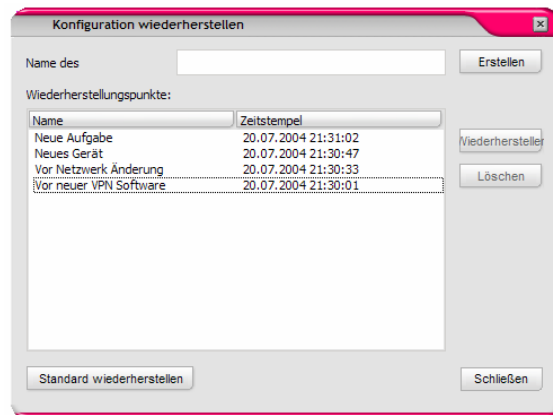 Konfiguration wiederherstellen
Name des
Erstellen
Wiederherstellungspunkte:
Name Zeitstempel
Neue Aufgabe 20.07.2004 21:31:02
Neues Gerät 20.07.2004 21:30:47
Vor Netzwerk Änderung 20.07.2004 21:30:33
Vor neuer VPN Software 20.07.2004 21:30:01
Wiederherstellen
Löschen
Standard wiederherstellen
Schließen